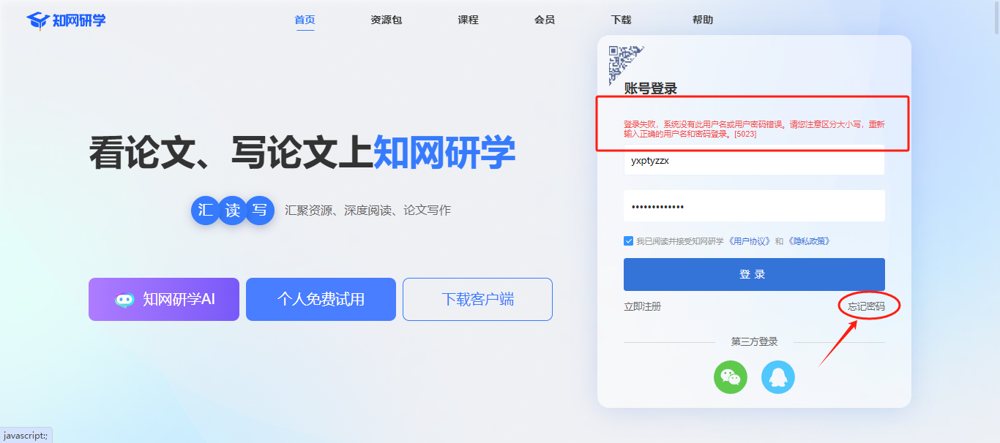 知网研学
首页
资源包
课程
会员
下载
帮助
看论文、写论文上知网研学
汇 读 写 汇聚资源、深度阅读、论文写作
知网研学AI
个人免费试用
下载客户端
账号登录
登录失败，系统没有此用户名或用户密码错误。请您注意区分大小写，重新
输入正确的用户名和密码登录。[5023]
yxptyzzx
•••••••••••••
我已阅读并接受知网研学《用户协议》和《隐私政策》
登 录
立即注册
忘记密码
第三方登录
javascript:;